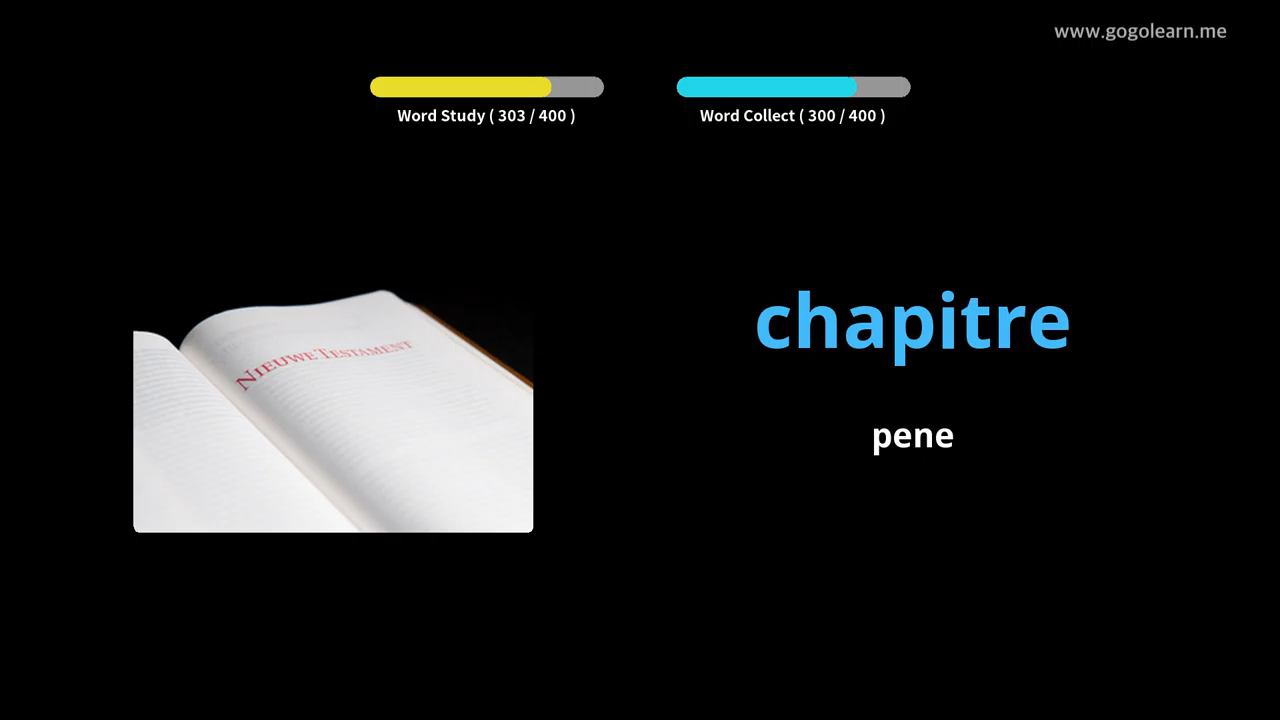 www.gogolearn.me
Word Study ( 303 / 400 )
Word Collect ( 300 / 400 )
NIEUWE TESTAMENT
chapitre
pene